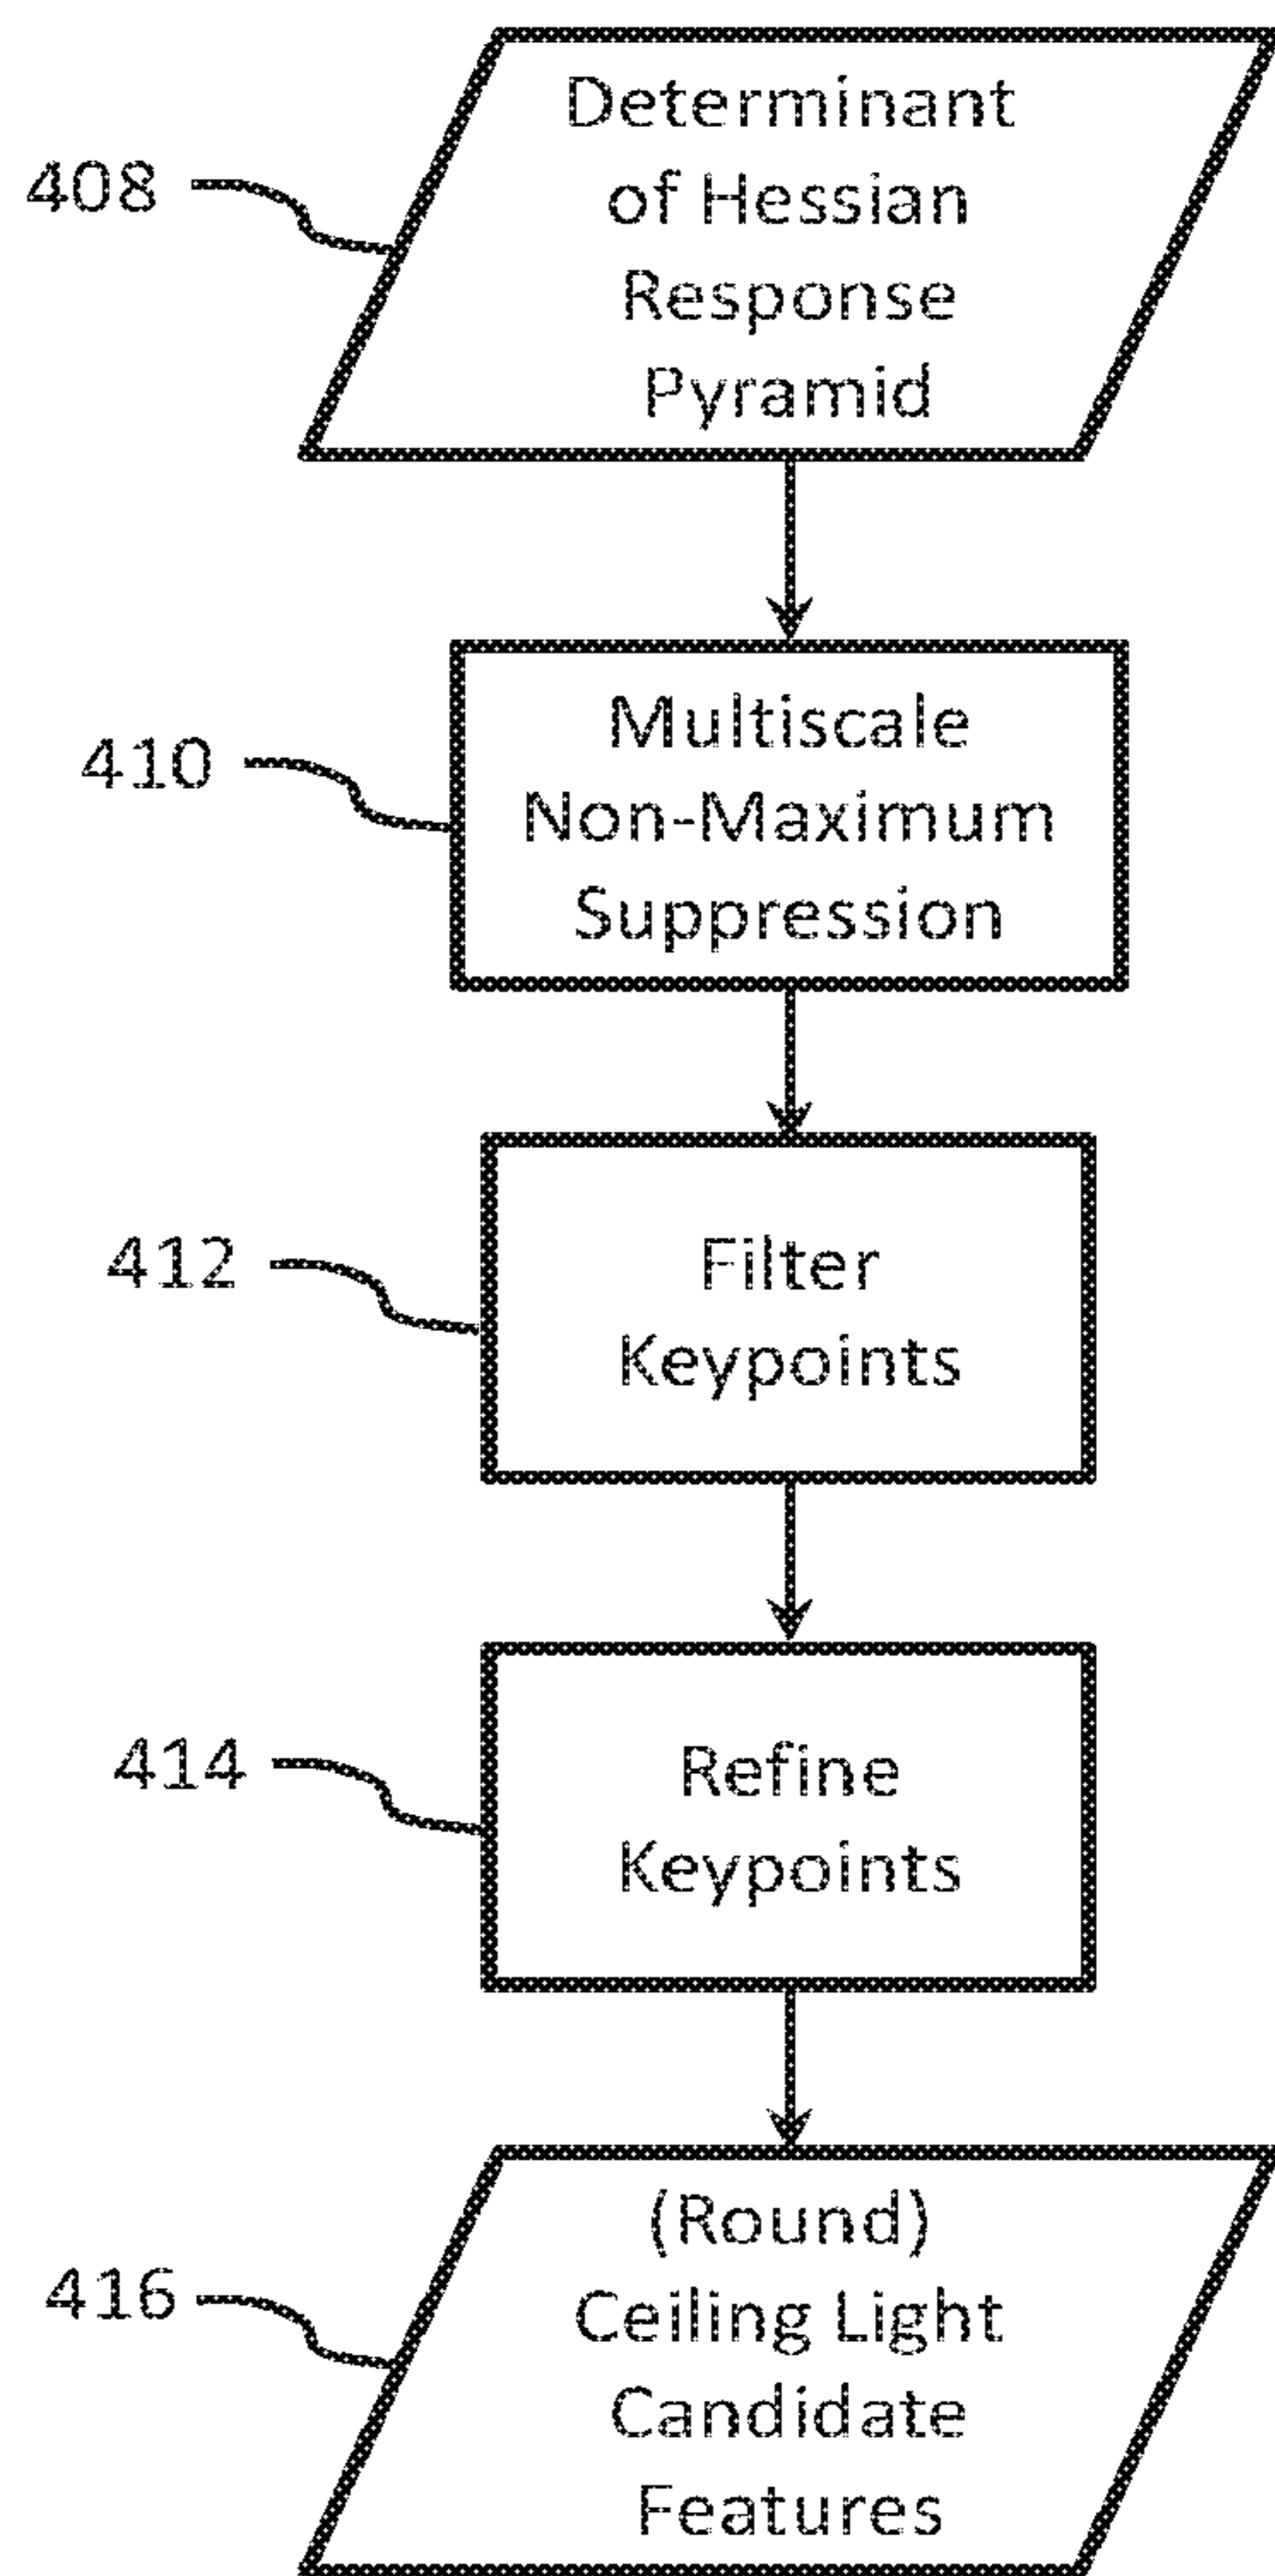 408
Determinant
of Hessian
Response
Pyramid
410
Multiscale
Non-Maximum
Suppression
412
Filter
Keypoints
414
Refine
Keypoints
416
(Round)
Ceiling Light
Candidate
Features